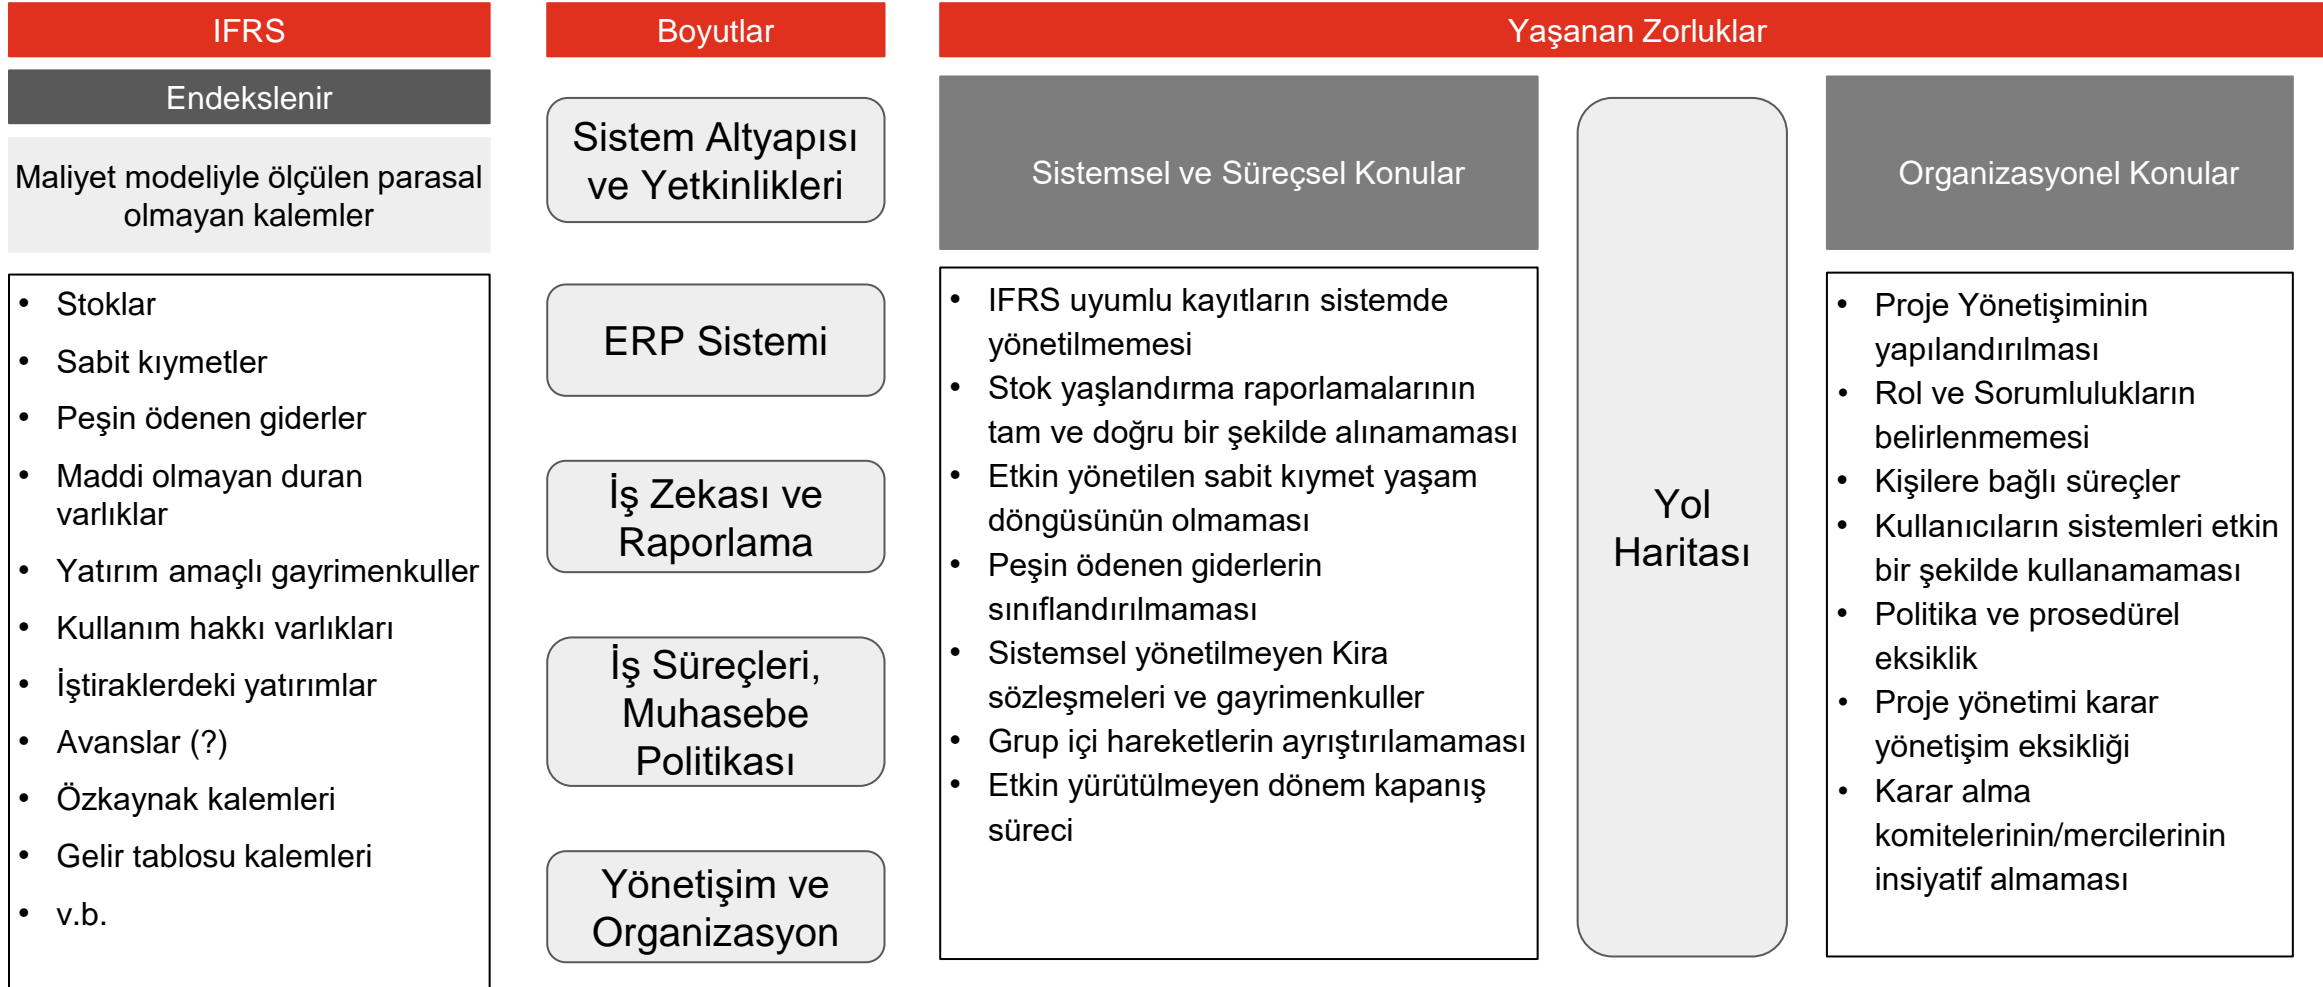 IFRS
Endekslenir
Maliyet modeliyle ölçülen parasal
olmayan kalemler
• Stoklar
• Sabit kıymetler
• Peşin ödenen giderler
• Maddi olmayan duran
varlıklar
• Yatırım amaçlı gayrimenkuller
• Kullanım hakkı varlıkları
• İştiraklerdeki yatırımlar
• Avanslar (?)
• Özkaynak kalemleri
• Gelir tablosu kalemleri
• v.b.
Boyutlar
Sistem Altyapısı
ve Yetkinlikleri
ERP Sistemi
İş Zekası ve
Raporlama
İş Süreçleri,
Muhasebe
Politikası
Yönetişim ve
Organizasyon
Yaşanan Zorluklar
Sistemsel ve Süreçsel Konular
• IFRS uyumlu kayıtların sistemde
yönetilmemesi
• Stok yaşlandırma raporlamalarının
tam ve doğru bir şekilde alınamaması
• Etkin yönetilen sabit kıymet yaşam
döngüsünün olmaması
• Peşin ödenen giderlerin
sınıflandırılmaması
• Sistemsel yönetilmeyen Kira
sözleşmeleri ve gayrimenkuller
• Grup içi hareketlerin ayrıştırılamaması
• Etkin yürütülmeyen dönem kapanış
süreci
Yol
Haritası
Organizasyonel Konular
• Proje Yönetişiminin
yapılandırılması
• Rol ve Sorumlulukların
belirlenmemesi
• Kişilere bağlı süreçler
• Kullanıcıların sistemleri etkin
bir şekilde kullanamaması
• Politika ve prosedürel
eksiklik
• Proje yönetimi karar
yönetişim eksikliği
• Karar alma
komitelerinin/mercilerinin
insiyatif almaması